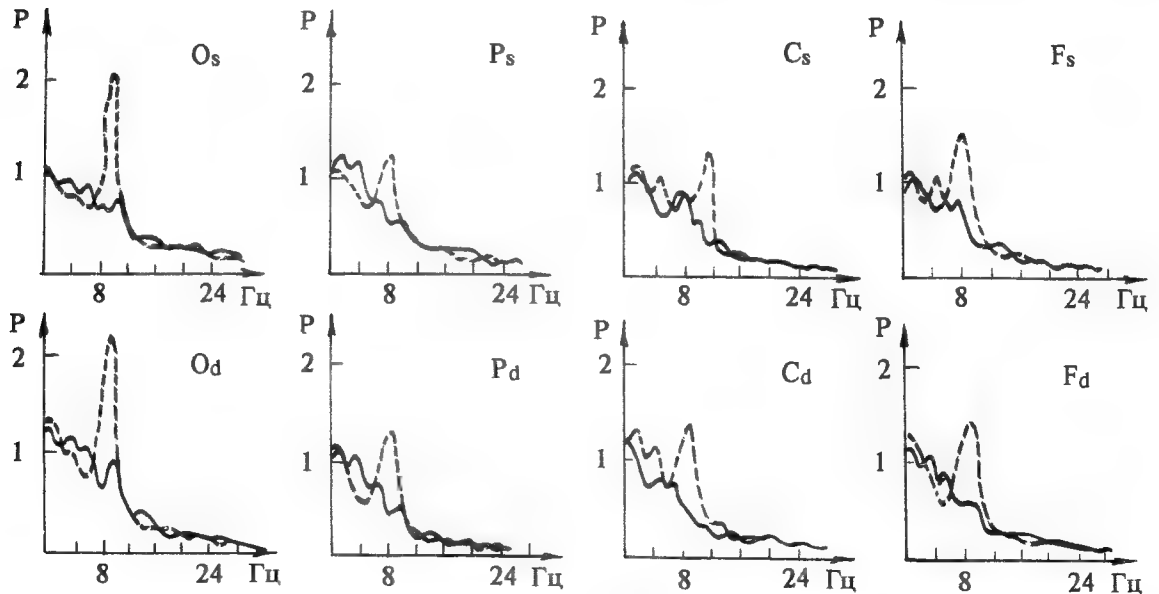 P Os 2 1 8 24 Гц
P Ps 2 1 8 24 Гц
P Cs 2 1 8 24 Гц
P Fs 2 1 8 24 Гц
P Od 2 1 8 24 Гц
P Pd 2 1 8 24 Гц
P Cd 2 1 8 24 Гц
P Fd 2 1 8 24 Гц